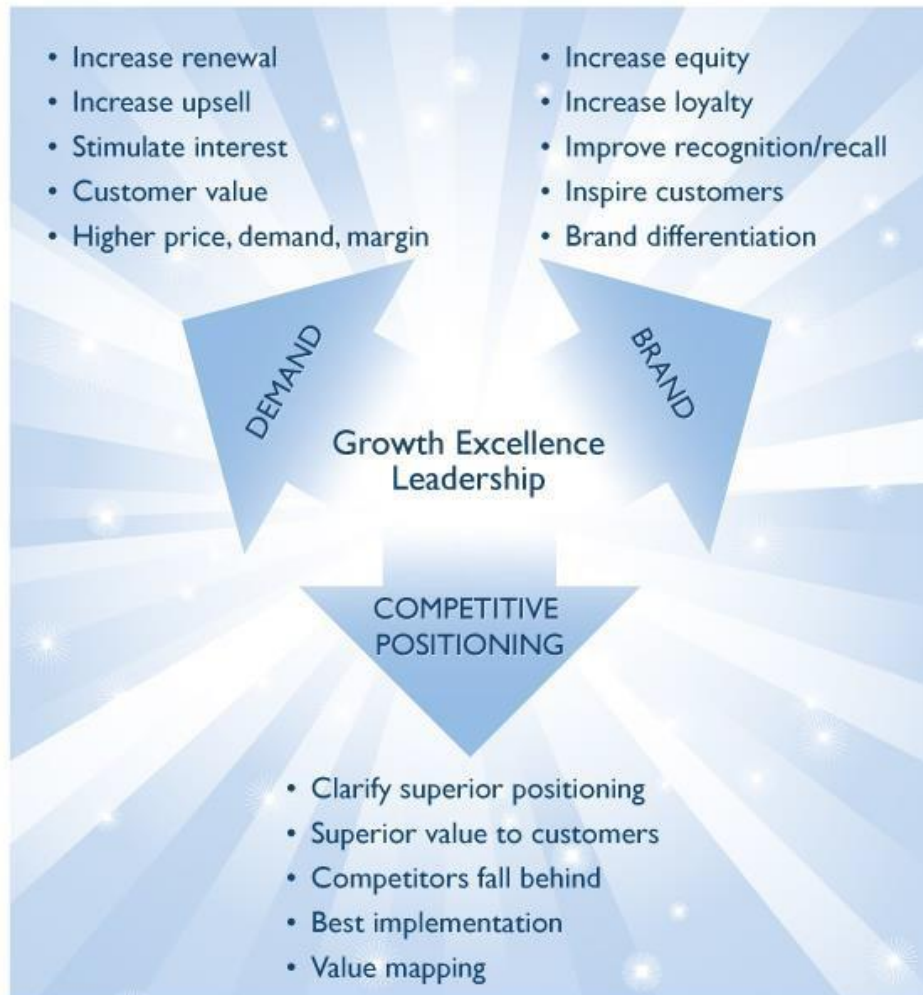 • Increase renewal
• Increase upsell
• Stimulate interest
• Customer value
• Higher price, demand, margin
• Increase equity
• Increase loyalty
• Improve recognition/recall
• Inspire customers
• Brand differentiation
DEMAND
BRAND
Growth Excellence
Leadership
COMPETITIVE
POSITIONING
• Clarify superior positioning
• Superior value to customers
• Competitors fall behind
• Best implementation
• Value mapping